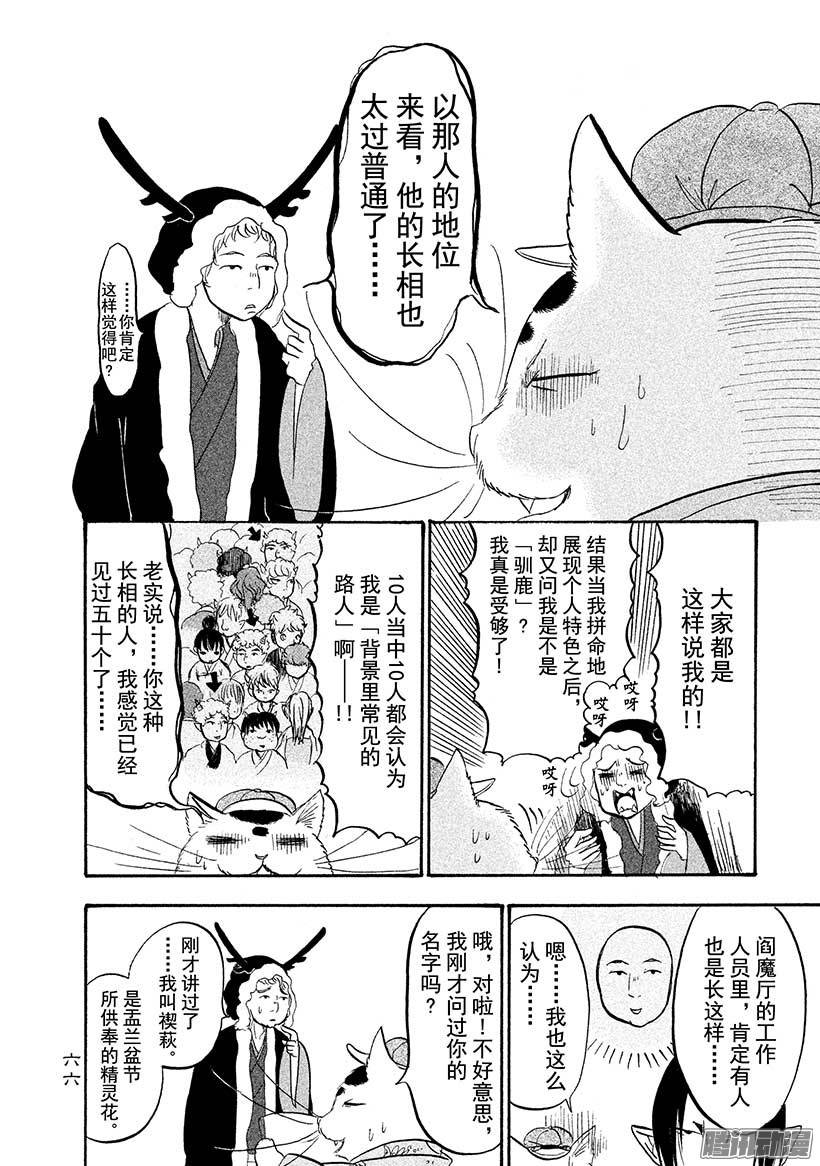 以那人的地位
来看，他的长相也
太过普通了……
……你肯定
这样觉得吧？
大家都是
这样说我的!!
结果当我拼命地
展现个人特色之后，
却又问我是不是
「驯鹿」？
我真是受够了！
哎呀
哎呀
哎呀
10人当中10人都会认为
我是「背景里常见的
路人」啊——!!
老实说……你这种
长相的人，我感觉已经
见过五十个了……
阎魔厅的工作
人员里，肯定有人
也是长这样……
嗯……我也这么
认为……
哦，对啦！不好意思，
我刚才问过你的
名字吗？
刚才讲过了
……我叫禊萩。
是盂兰盆节
所供奉的精灵花。
六六
腾讯动漫